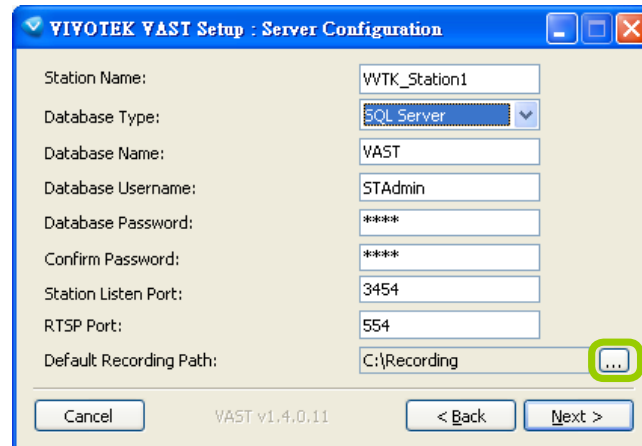 VIVOTEK VAST Setup : Server Configuration
Station Name: VVTK_Station1
Database Type: SQL Server
Database Name: VAST
Database Username: STAdmin
Database Password: ****
Confirm Password: ****
Station Listen Port: 3454
RTSP Port: 554
Default Recording Path: C:\Recording ...
Cancel VAST v1.4.0.11 < Back Next >